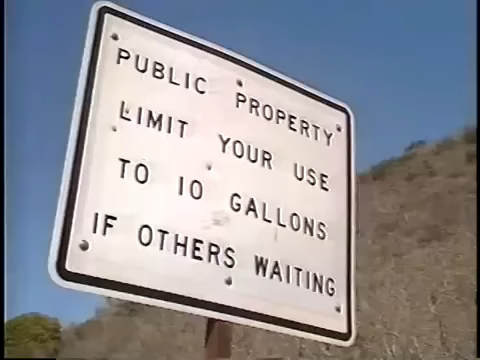 PUBLIC PROPERTY
LIMIT YOUR USE
TO 10 GALLONS
IF OTHERS WAITING